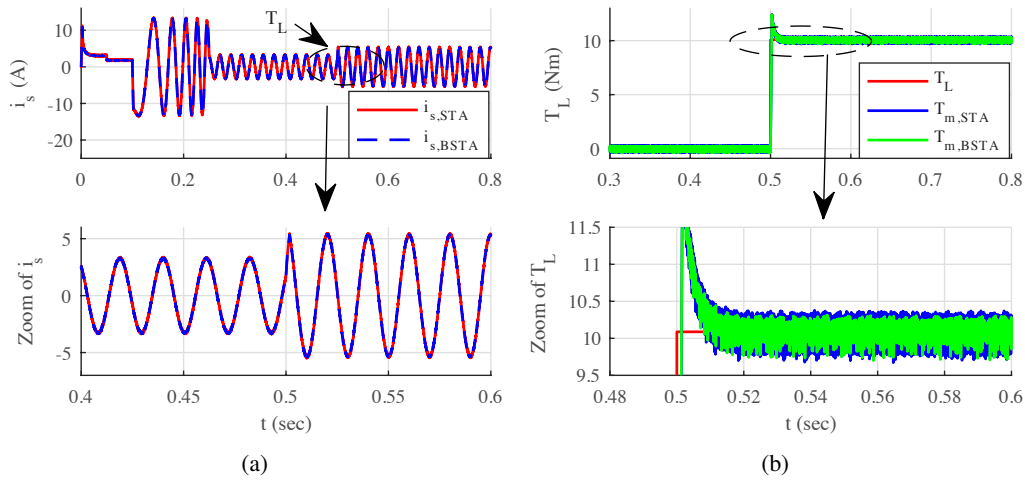 10
0
-10
-20
i_s (A)
T_L
i_s,STA
i_s,BSTA
0
0.2
0.4
0.6
0.8
5
0
-5
Zoom of i_s
0.4
0.45
0.5
0.55
0.6
t (sec)
(a)
10
5
0
T_L (Nm)
T_L
T_m,STA
T_m,BSTA
0.3
0.4
0.5
0.6
0.7
0.8
11.5
11
10.5
10
9.5
Zoom of T_L
0.48
0.5
0.52
0.54
0.56
0.58
0.6
t (sec)
(b)